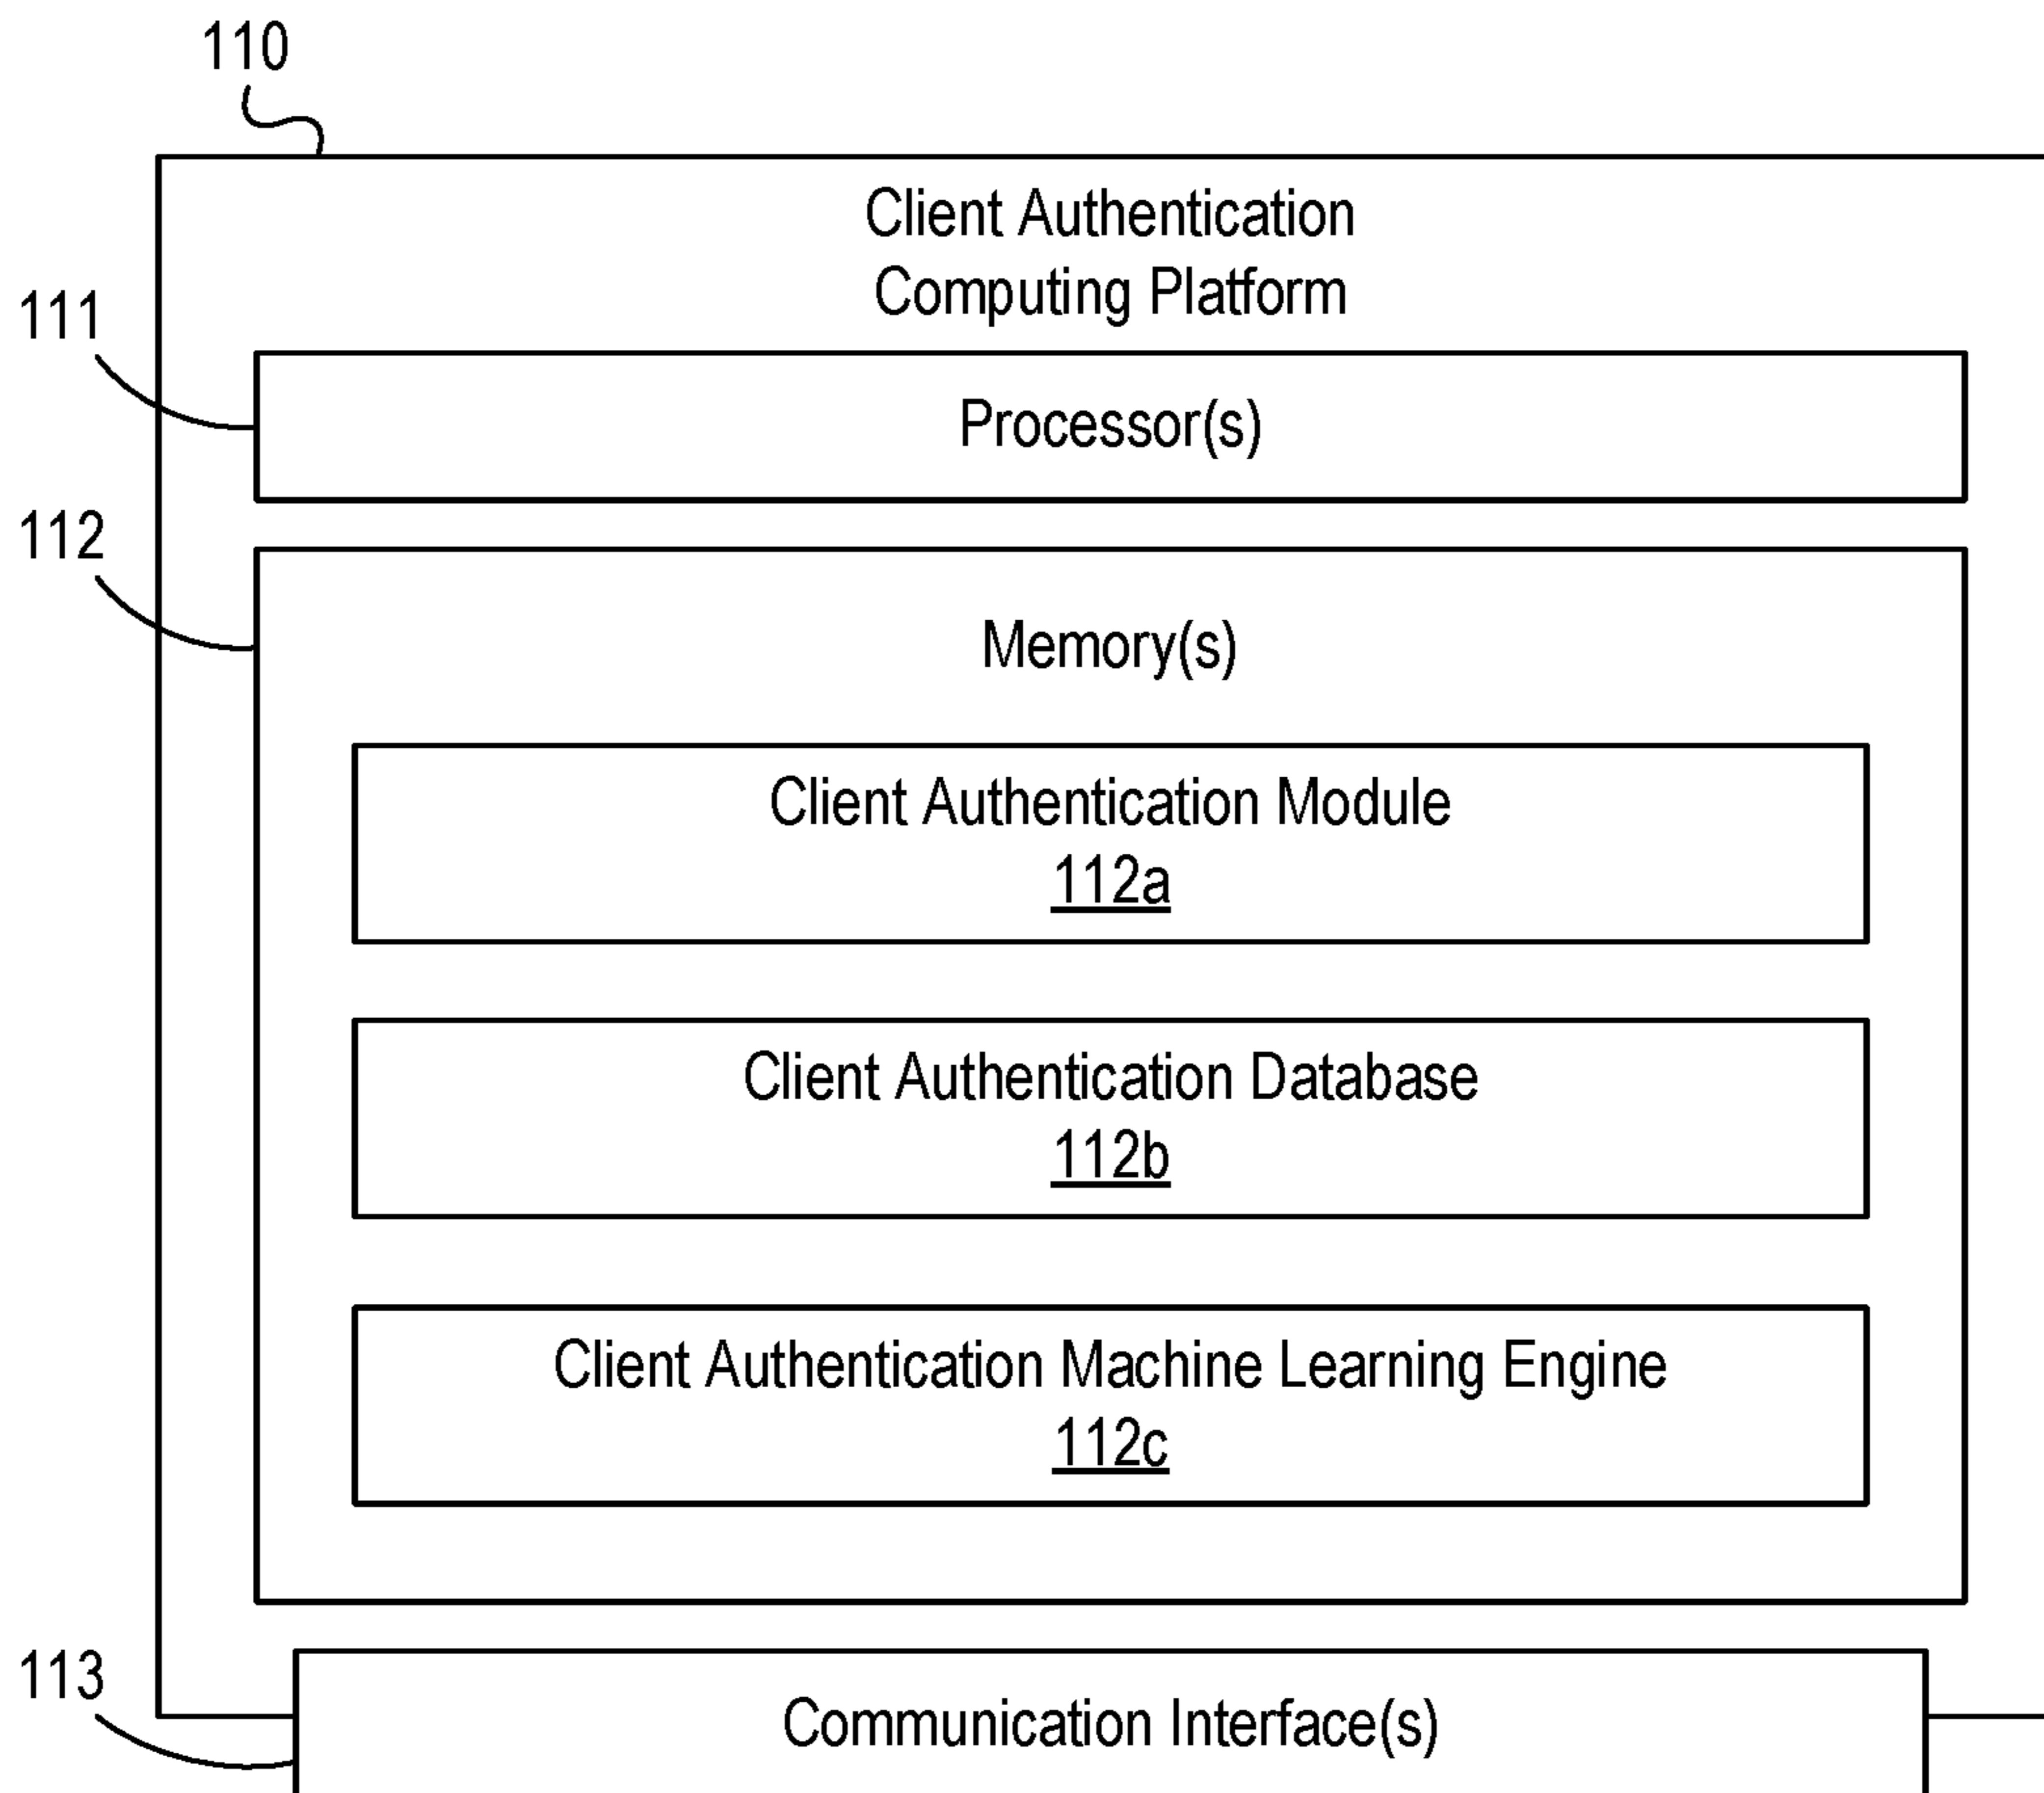 110
Client Authentication
Computing Platform
111
Processor(s)
112
Memory(s)
Client Authentication Module
112a
Client Authentication Database
112b
Client Authentication Machine Learning Engine
112c
113
Communication Interface(s)